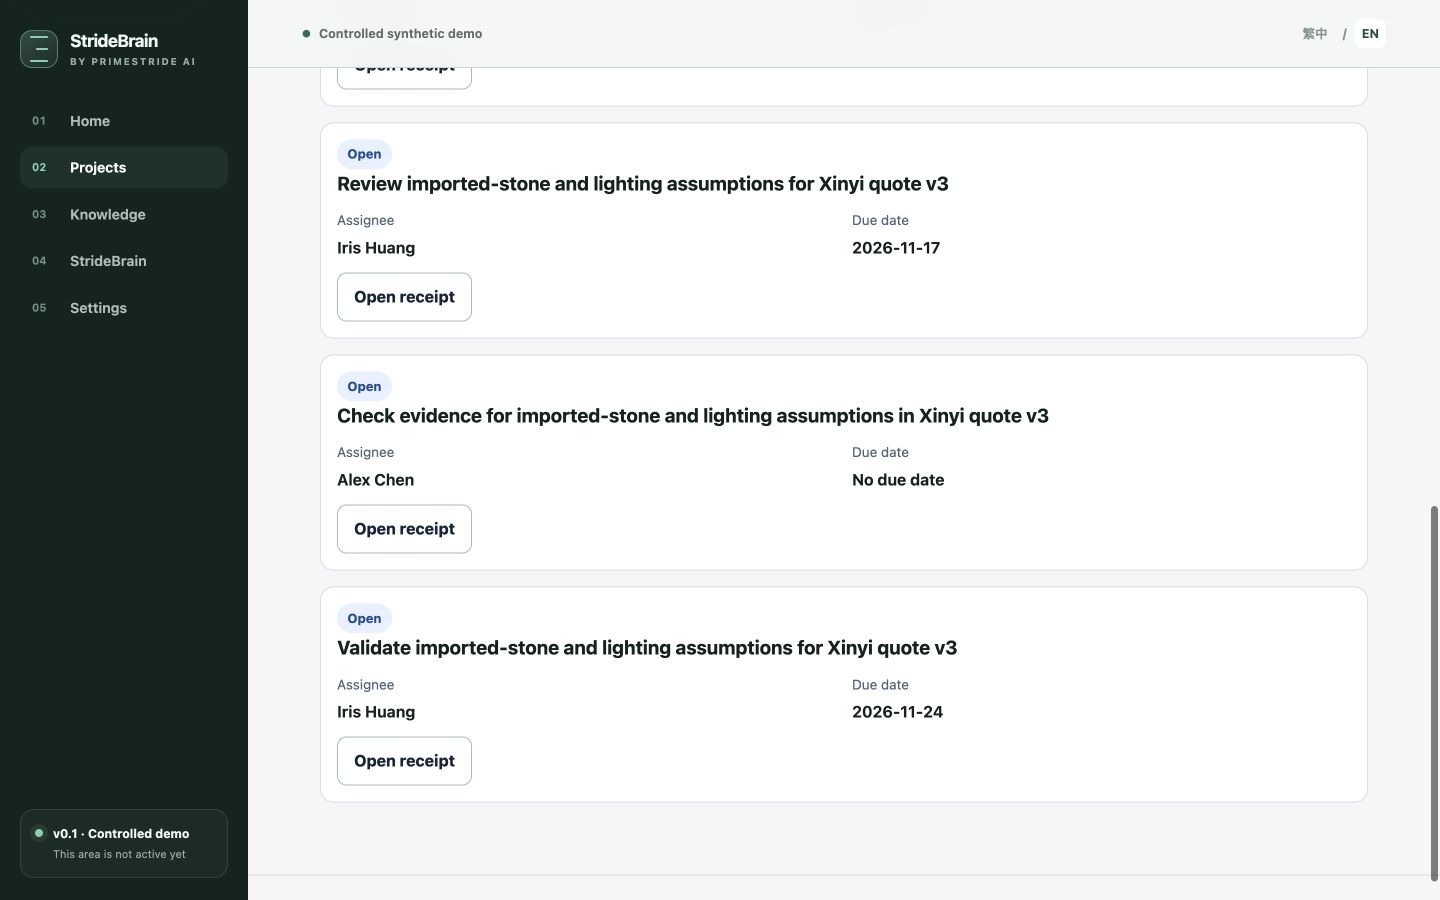 StrideBrain
BY PRIMESTRIDE AI
01 Home
02 Projects
03 Knowledge
04 StrideBrain
05 Settings
v0.1 · Controlled demo
This area is not active yet
Controlled synthetic demo
繁中 / EN
Open receipt
Open
Review imported-stone and lighting assumptions for Xinyi quote v3
Assignee Due date
Iris Huang 2026-11-17
Open receipt
Open
Check evidence for imported-stone and lighting assumptions in Xinyi quote v3
Assignee Due date
Alex Chen No due date
Open receipt
Open
Validate imported-stone and lighting assumptions for Xinyi quote v3
Assignee Due date
Iris Huang 2026-11-24
Open receipt